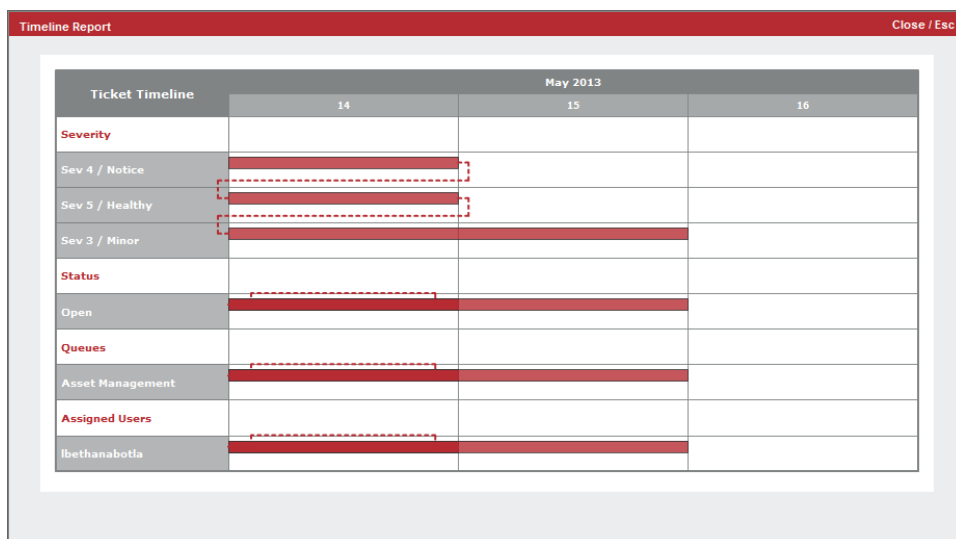 Timeline Report
Close / Esc
Ticket Timeline
May 2013
14 15 16
Severity
Sev 4 / Notice
Sev 5 / Healthy
Sev 3 / Minor
Status
Open
Queues
Asset Management
Assigned Users
lbethanabotla